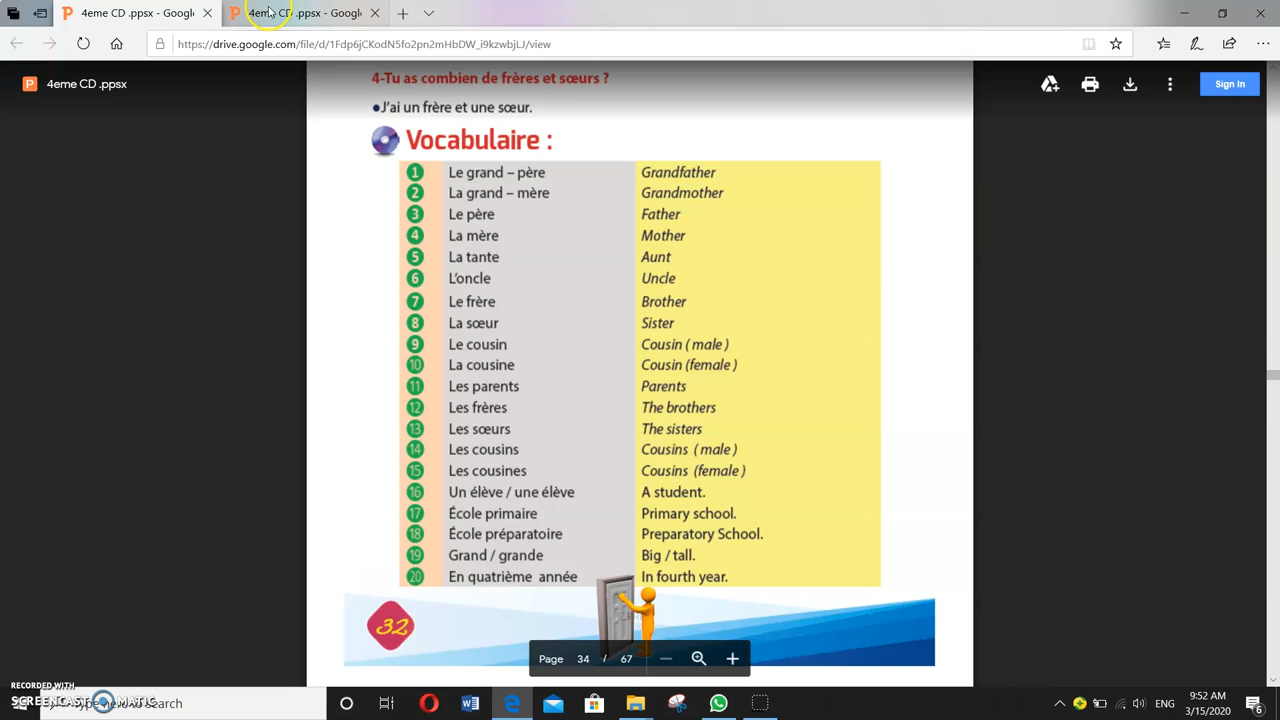 4eme CD .ppsx - Google
4eme CD .ppsx - Google
https://drive.google.com/file/d/1Fdp6jCKodN5fo2pn2mHbDW_i9kzwbjLJ/view
4eme CD .ppsx
Sign In
4-Tu as combien de frères et sœurs ?
●J'ai un frère et une sœur.
Vocabulaire :
1 Le grand – père Grandfather
2 La grand – mère Grandmother
3 Le père Father
4 La mère Mother
5 La tante Aunt
6 L'oncle Uncle
7 Le frère Brother
8 La sœur Sister
9 Le cousin Cousin ( male )
10 La cousine Cousin (female )
11 Les parents Parents
12 Les frères The brothers
13 Les sœurs The sisters
14 Les cousins Cousins ( male )
15 Les cousines Cousins (female )
16 Un élève / une élève A student.
17 École primaire Primary school.
18 École préparatoire Preparatory School.
19 Grand / grande Big / tall.
20 En quatrième année In fourth year.
32
Page 34 / 67
RECORDED WITH
SCREENCAST MATIC
here to search
ENG
9:52 AM
3/15/2020
6